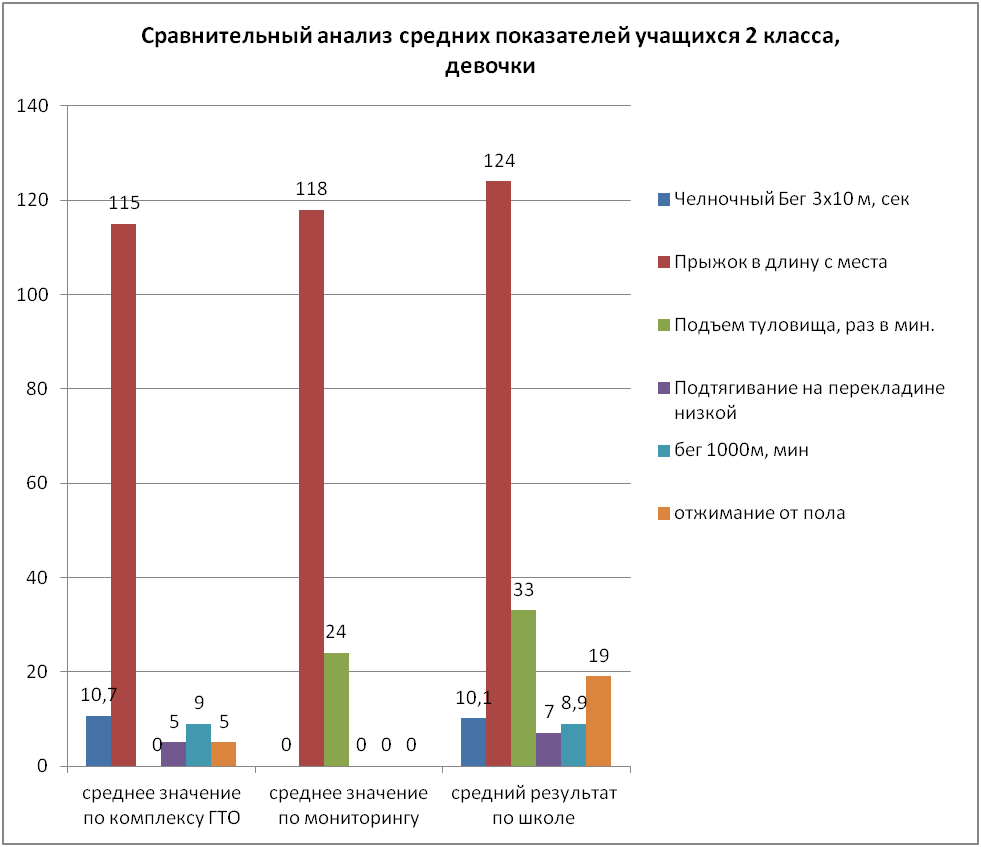 Сравнительный анализ средних показателей учащихся 2 класса,
девочки
140
120
100
80
60
40
20
0
115
118
124
10,7
0
5
9
5
0
24
0
0
0
10,1
33
7
8,9
19
среднее значение
по комплексу ГТО
среднее значение
по мониторингу
средний результат
по школе
Челночный Бег 3х10 м, сек
Прыжок в длину с места
Подъем туловища, раз в мин.
Подтягивание на перекладине
низкой
бег 1000м, мин
отжимание от пола